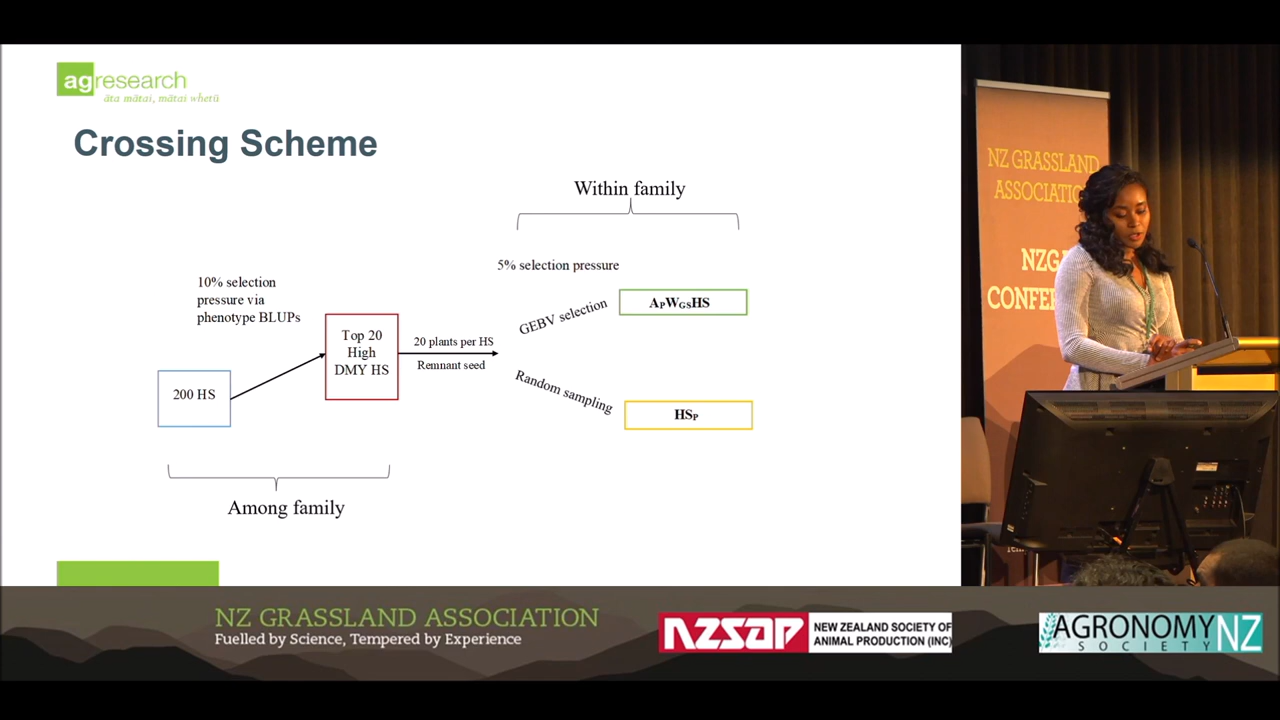 agresearch
āta mātai, mātai whetū
Crossing Scheme
Within family
5% selection pressure
10% selection
pressure via
phenotype BLUPs
GEBV selection
APWGSHS
Top 20
High
DMY HS
20 plants per HS
Remnant seed
200 HS
Random sampling
HSP
Among family
NZ GRASSLAND
ASSOCIATIO
NZG
CONFE
NZ GRASSLAND ASSOCIATION
Fuelled by Science, Tempered by Experience
NZSAP
NEW ZEALAND SOCIETY OF
ANIMAL PRODUCTION (INC)
AGRONOMY NZ
SOCIETY